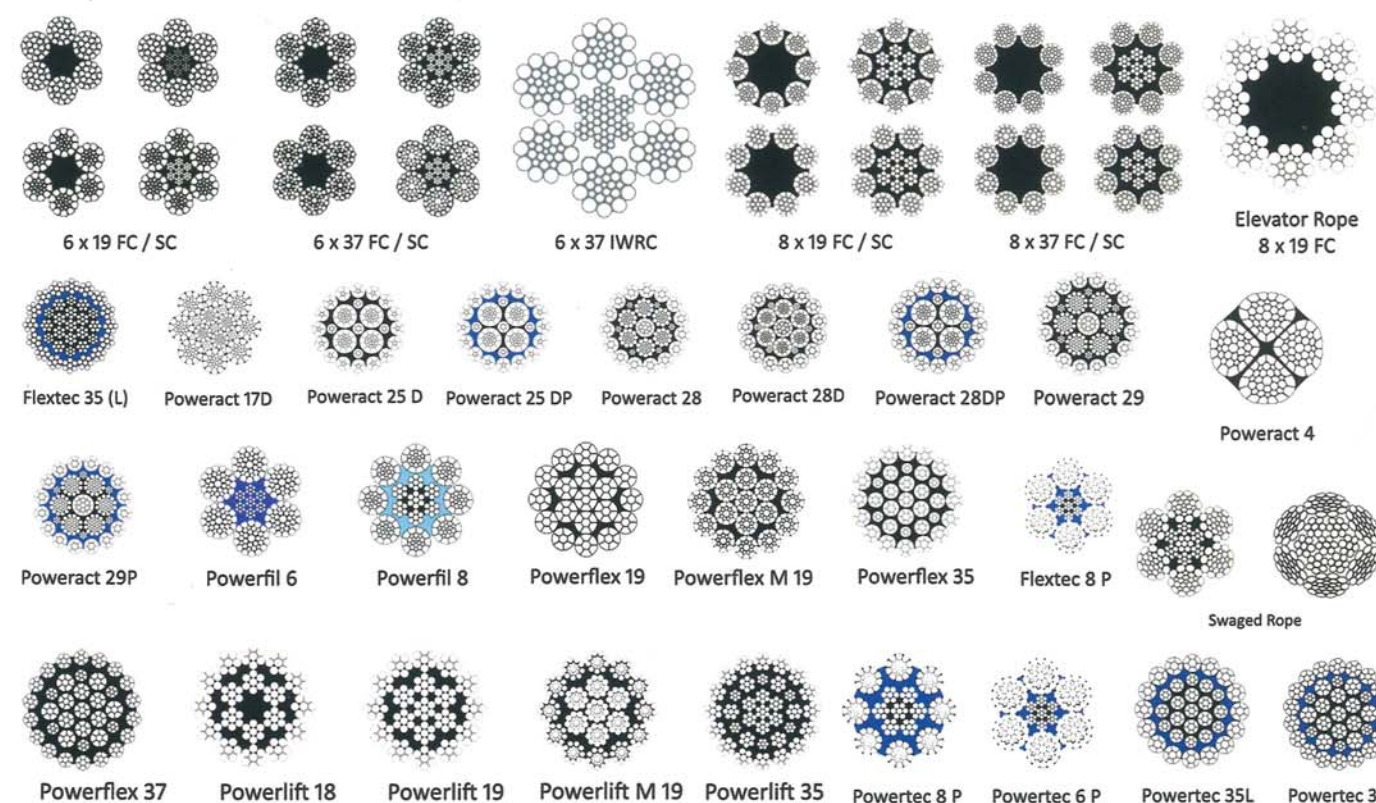 6 x 19 FC / SC
6 x 37 FC / SC
6 x 37 IWRC
8 x 19 FC / SC
8 x 37 FC / SC
Elevator Rope
8 x 19 FC
Flextec 35 (L)
Poweract 17D
Poweract 25 D
Poweract 25 DP
Poweract 28
Poweract 28D
Poweract 28DP
Poweract 29
Poweract 4
Poweract 29P
Powerfil 6
Powerfil 8
Powerflex 19
Powerflex M 19
Powerflex 35
Flextec 8 P
Swaged Rope
Powerflex 37
Powerlift 18
Powerlift 19
Powerlift M 19
Powerlift 35
Powertec 8 P
Powertec 6 P
Powertec 35L
Powertec